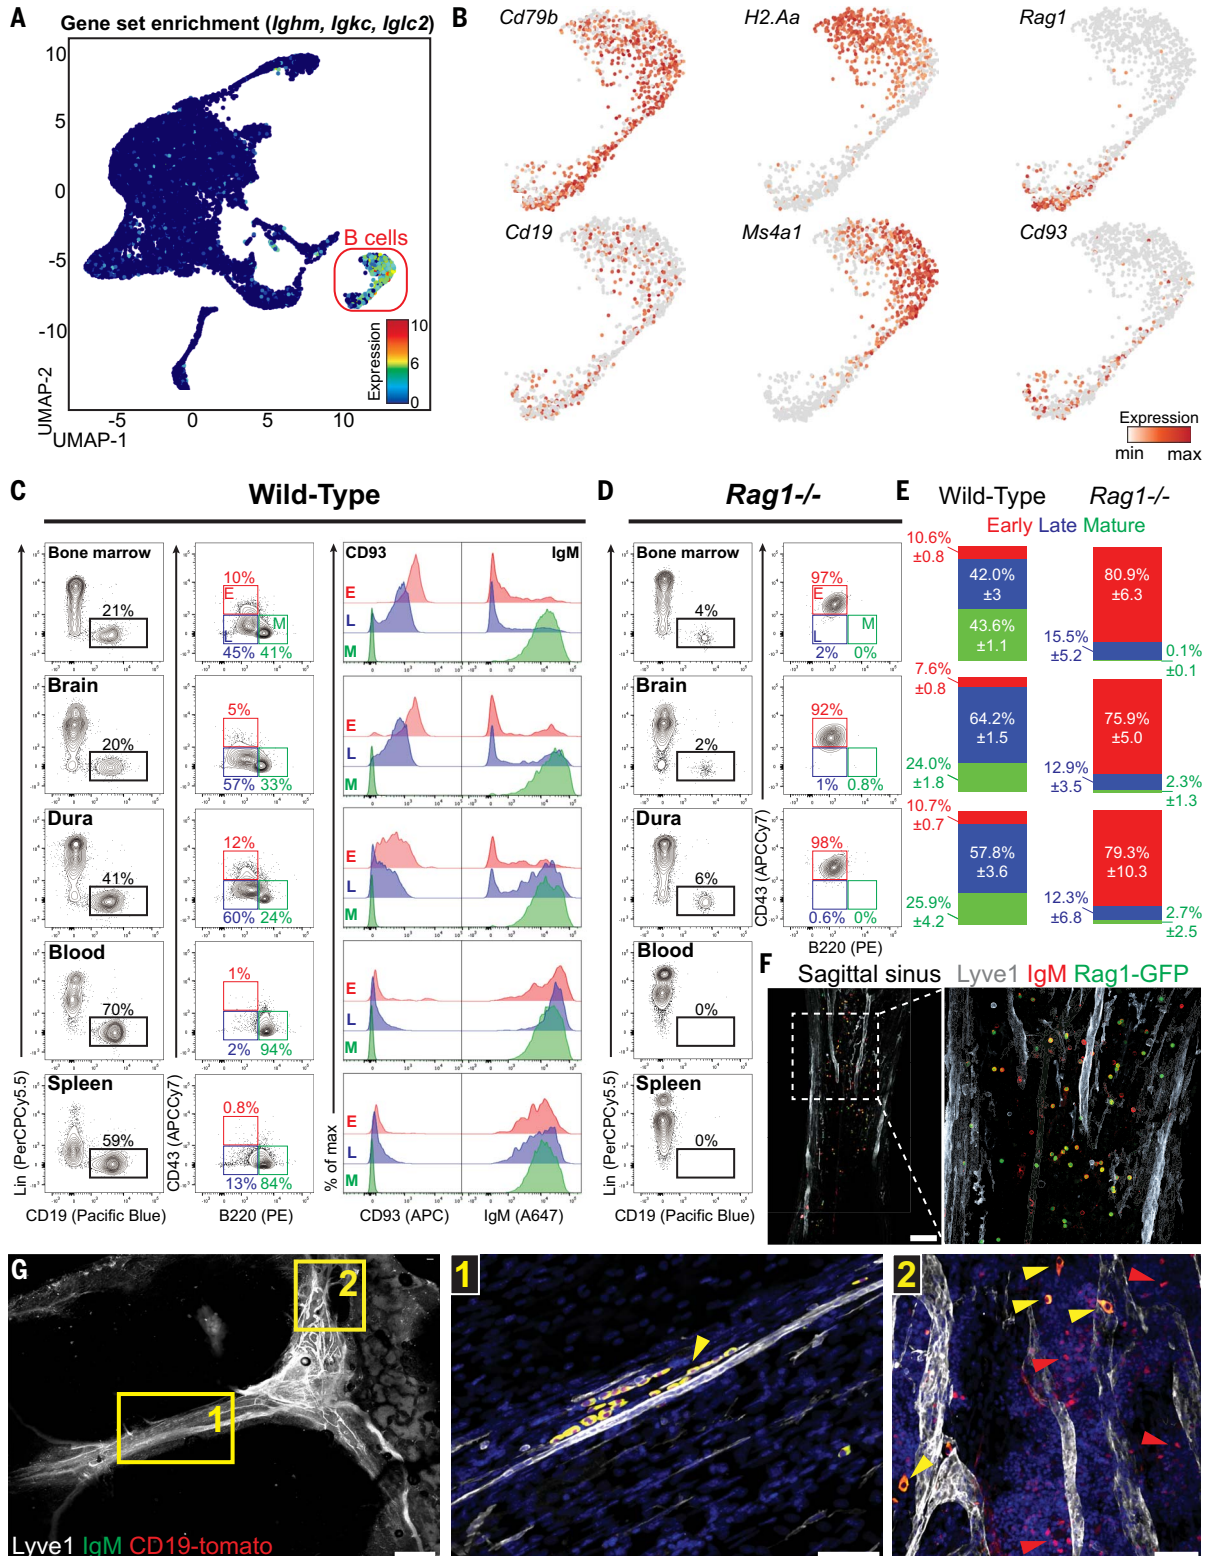 A
Gene set enrichment (Ighm, Igkc, Iglc2)
10
5
0
-5
-10
B cells
Expression
10
6
0
-5 0 5 10
UMAP-2
UMAP-1
B
Cd79b H2.Aa Rag1
Cd19 Ms4a1 Cd93
Expression
min max
C
Wild-Type
Bone marrow
21%
10%
E
L
M
45% 41%
CD93 IgM
E
L
M
Brain
20%
5%
57% 33%
E
L
M
Dura
41%
12%
60% 24%
E
L
M
Blood
70%
1%
2% 94%
E
L
M
Spleen
59%
0.8%
13% 84%
E
L
M
Lin (PerCPCy5.5)
CD43 (APCCy7)
% of max
CD19 (Pacific Blue) B220 (PE) CD93 (APC) IgM (A647)
D
Rag1-/-
Bone marrow
4%
97%
E
L
M
2% 0%
Brain
2%
92%
1% 0.8%
Dura
6%
98%
0.6% 0%
CD43 (APCCy7)
B220 (PE)
Blood
0%
Spleen
0%
Lin (PerCPCy5.5)
CD19 (Pacific Blue)
E
Wild-Type Rag1-/-
Early Late Mature
10.6%
±0.8
42.0%
±3
43.6%
±1.1
80.9%
±6.3
15.5%
±5.2
0.1%
±0.1
7.6%
±0.8
64.2%
±1.5
24.0%
±1.8
75.9%
±5.0
12.9%
±3.5
2.3%
±1.3
10.7%
±0.7
57.8%
±3.6
25.9%
±4.2
79.3%
±10.3
12.3%
±6.8
2.7%
±2.5
F
Sagittal sinus Lyve1 IgM Rag1-GFP
G
2
1
Lyve1 IgM CD19-tomato
1
2